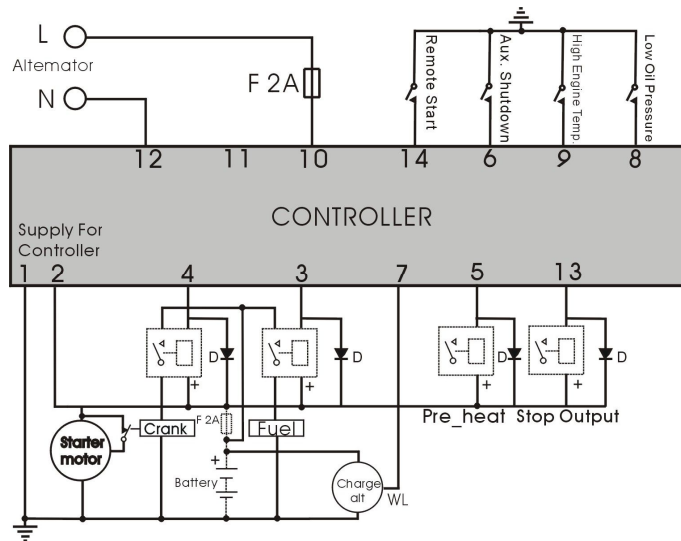 L
Alternator
N
F 2A
Remote Start
Aux. Shutdown
High Engine Temp.
Low Oil Pressure
12 11 10 14 6 9 8
CONTROLLER
Supply For
Controller
1 2 4 3 7 5 13
D D D D
+ + + +
Pre_heat Stop Output
F 2A
Crank Fuel
Starter
motor
+
Battery
Charge
alt
WL